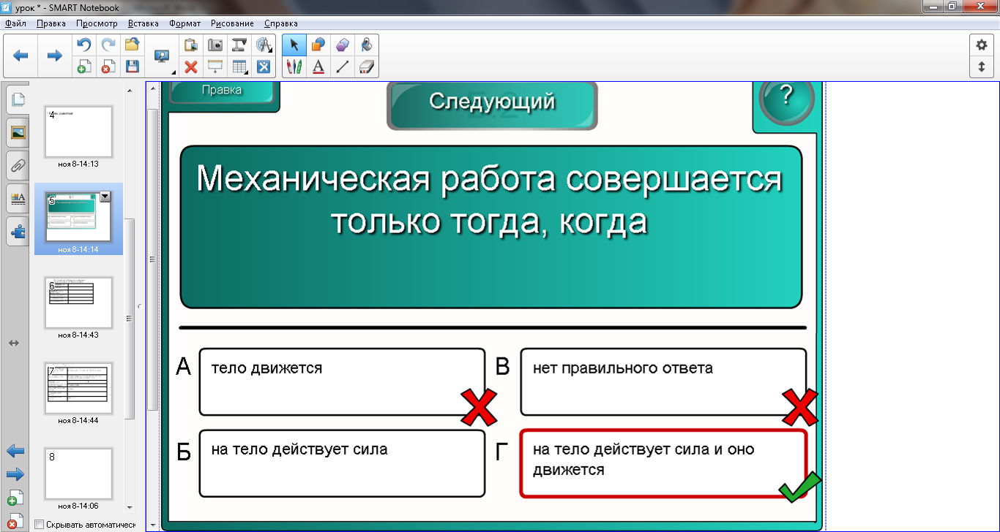 урок * - SMART Notebook
Файл Правка Просмотр Вставка Формат Рисование Справка
4
ноя 8-14:13
5
ноя 8-14:14
6
ноя 8-14:43
7
ноя 8-14:44
8
ноя 8-14:06
Скрывать автоматическ
Правка
Следующий
?
Механическая работа совершается
только тогда, когда
А тело движется
В нет правильного ответа
Б на тело действует сила
Г на тело действует сила и оно
движется